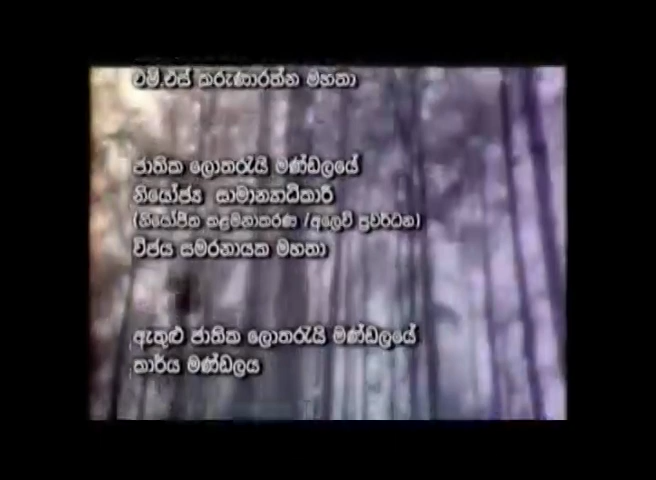 එම්.එස් කරුණාරත්න මහතා
ජාතික ලොතරැයි මණ්ඩලයේ
නියෝජ්‍ය සාමාන්‍යාධිකාරී
(නියෝජිත කළමනාකරණ /අලෙවි ප්‍රවර්ධන)
විජය සමරනායක මහතා
ඇතුළු ජාතික ලොතරැයි මණ්ඩලයේ
කාර්ය මණ්ඩලය